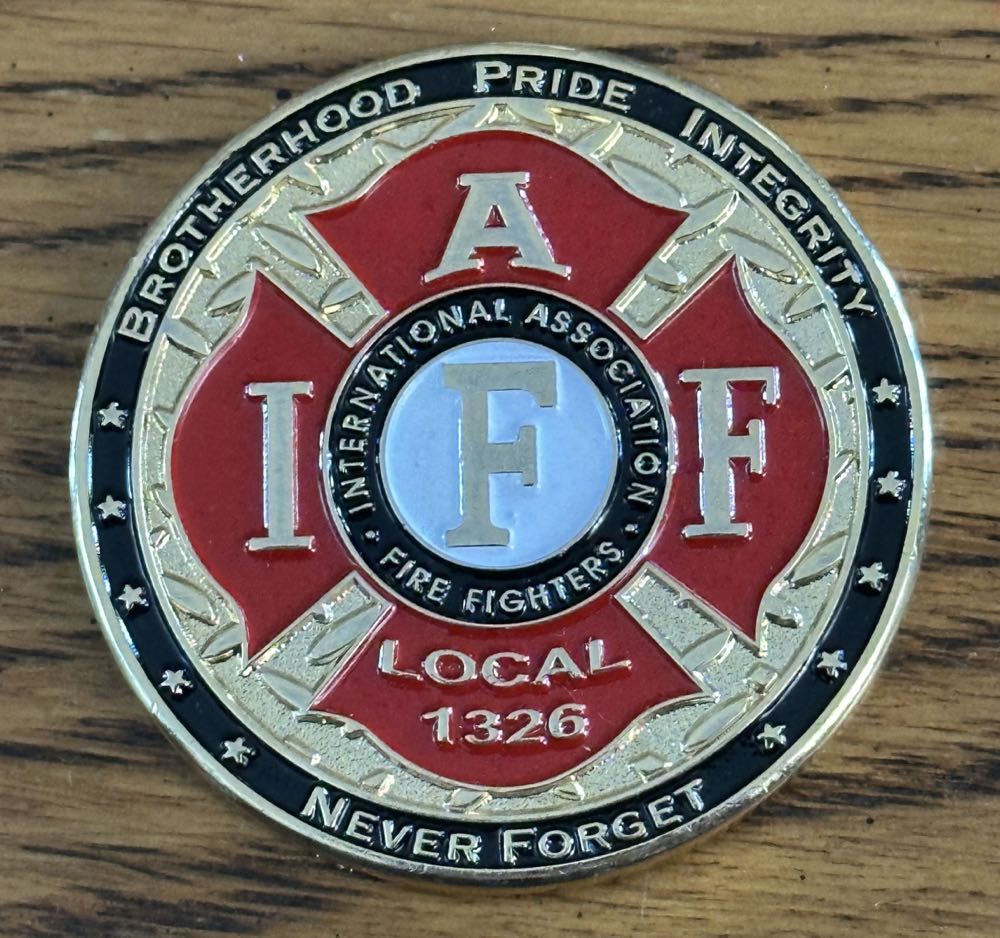 BROTHERHOOD PRIDE INTEGRITY
A
INTERNATIONAL ASSOCIATION
I F F
· FIRE FIGHTERS ·
LOCAL
1326
NEVER FORGET